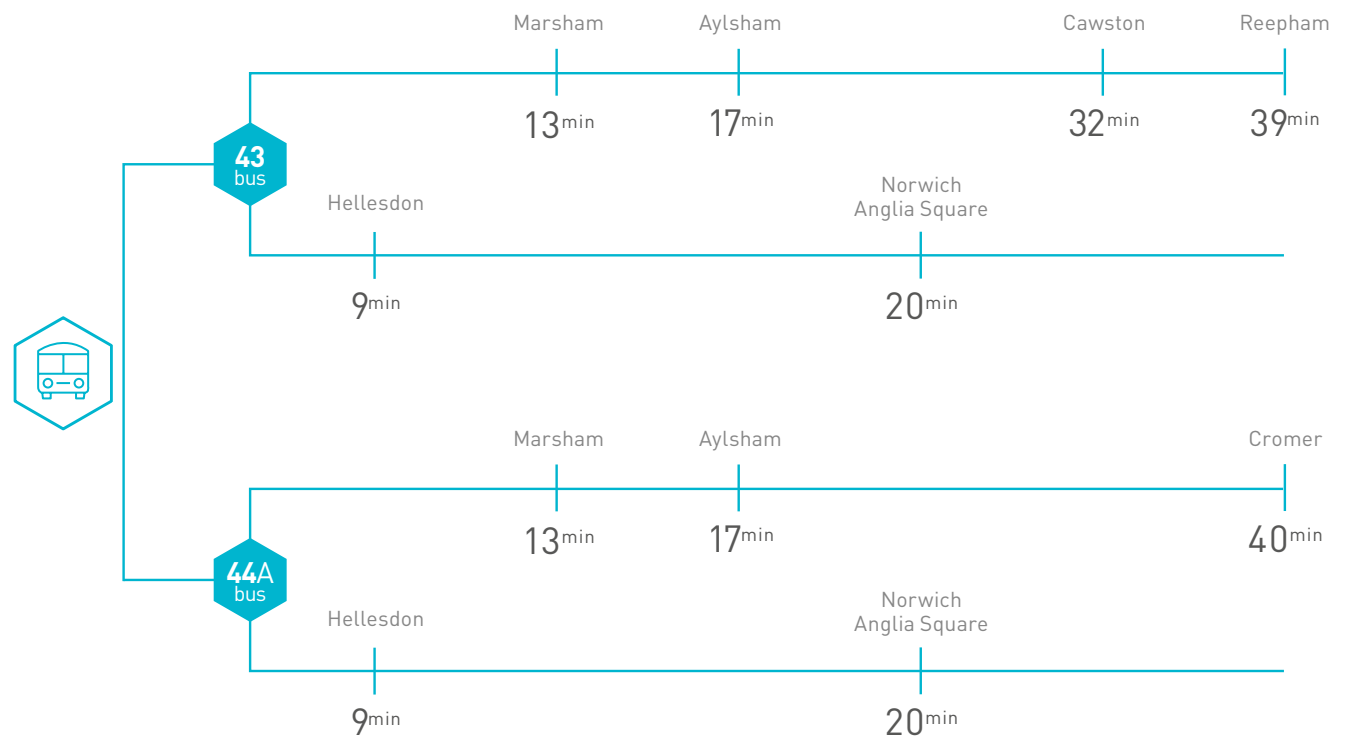 Marsham Aylsham Cawston Reepham
13min 17min 32min 39min
43
bus
Hellesdon
Norwich
Anglia Square
9min 20min
Marsham Aylsham Cromer
13min 17min 40min
44A
bus
Hellesdon
Norwich
Anglia Square
9min 20min